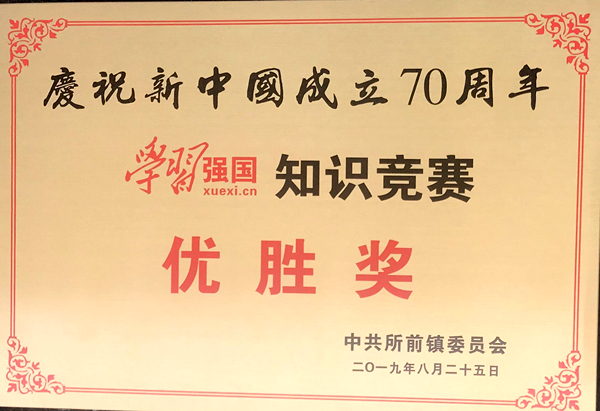 慶祝新中國成立70周年
學習强国 知识竞赛
xuexi.cn
优胜奖
中共所前镇委员会
二〇一九年八月二十五日